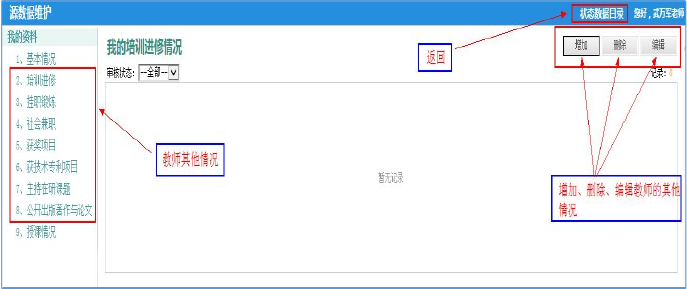 源数据维护
状态数据目录 您好，武万军老师
我的资料
1、基本情况
2、培训进修
3、挂职锻炼
4、社会兼职
5、获奖项目
6、获技术专利项目
7、主持在研课题
8、公开出版著作与论文
9、授课情况
我的培训进修情况
返回
增加 删除 编辑
审核状态：--全部--
记录：0
教师其他情况
暂无记录
增加、删除、编辑教师的其他
情况